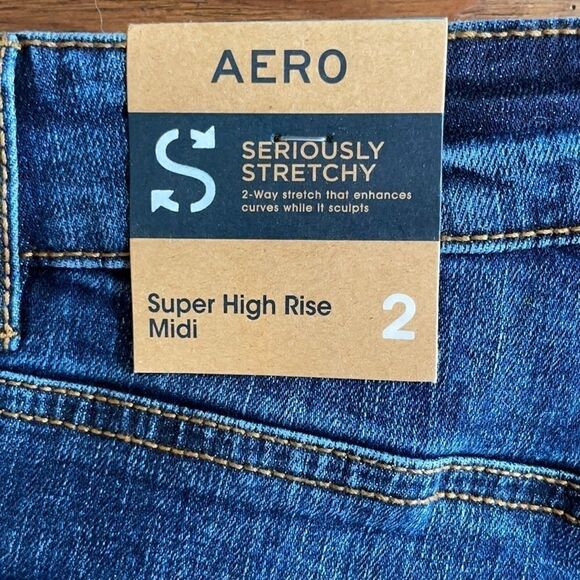 AERO
SERIOUSLY
STRETCHY
2-Way stretch that enhances
curves while it sculpts
Super High Rise
Midi
2